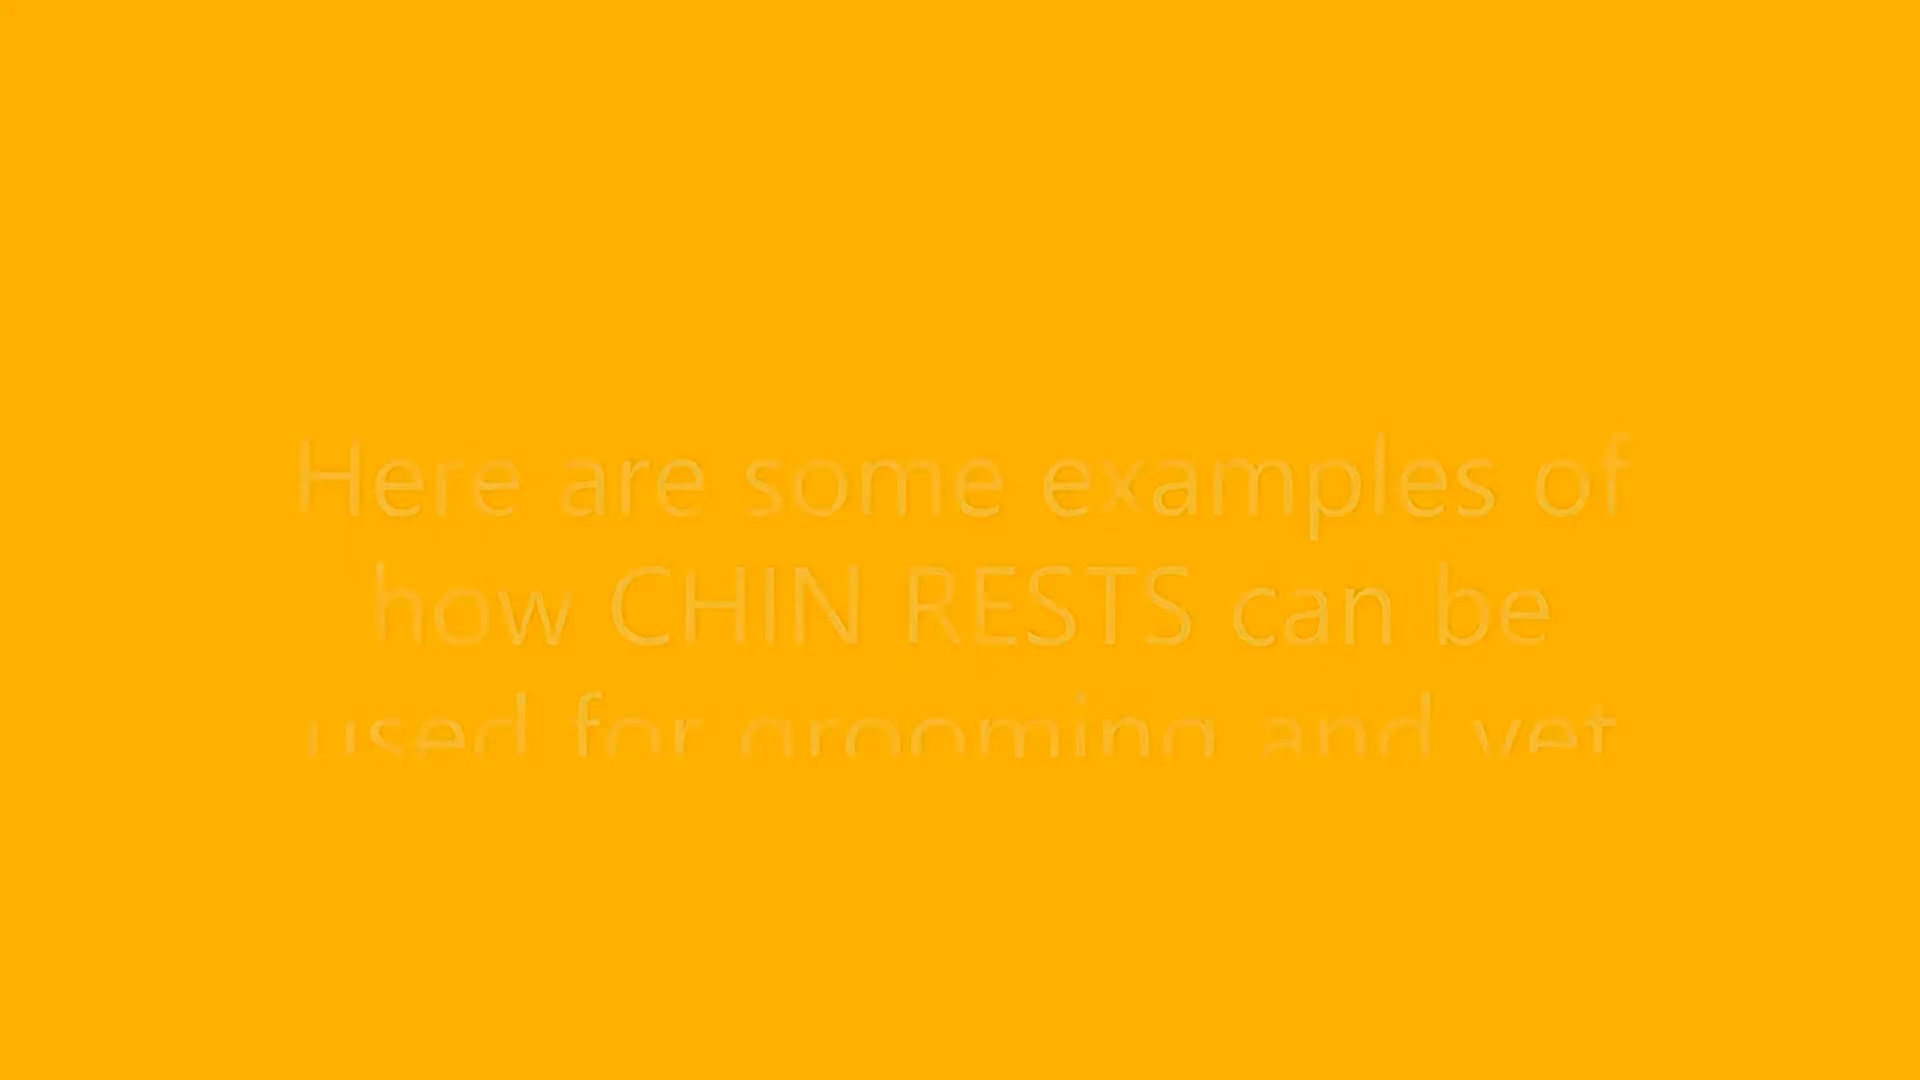 Here are some examples of
how CHIN RESTS can be
used for grooming and vet